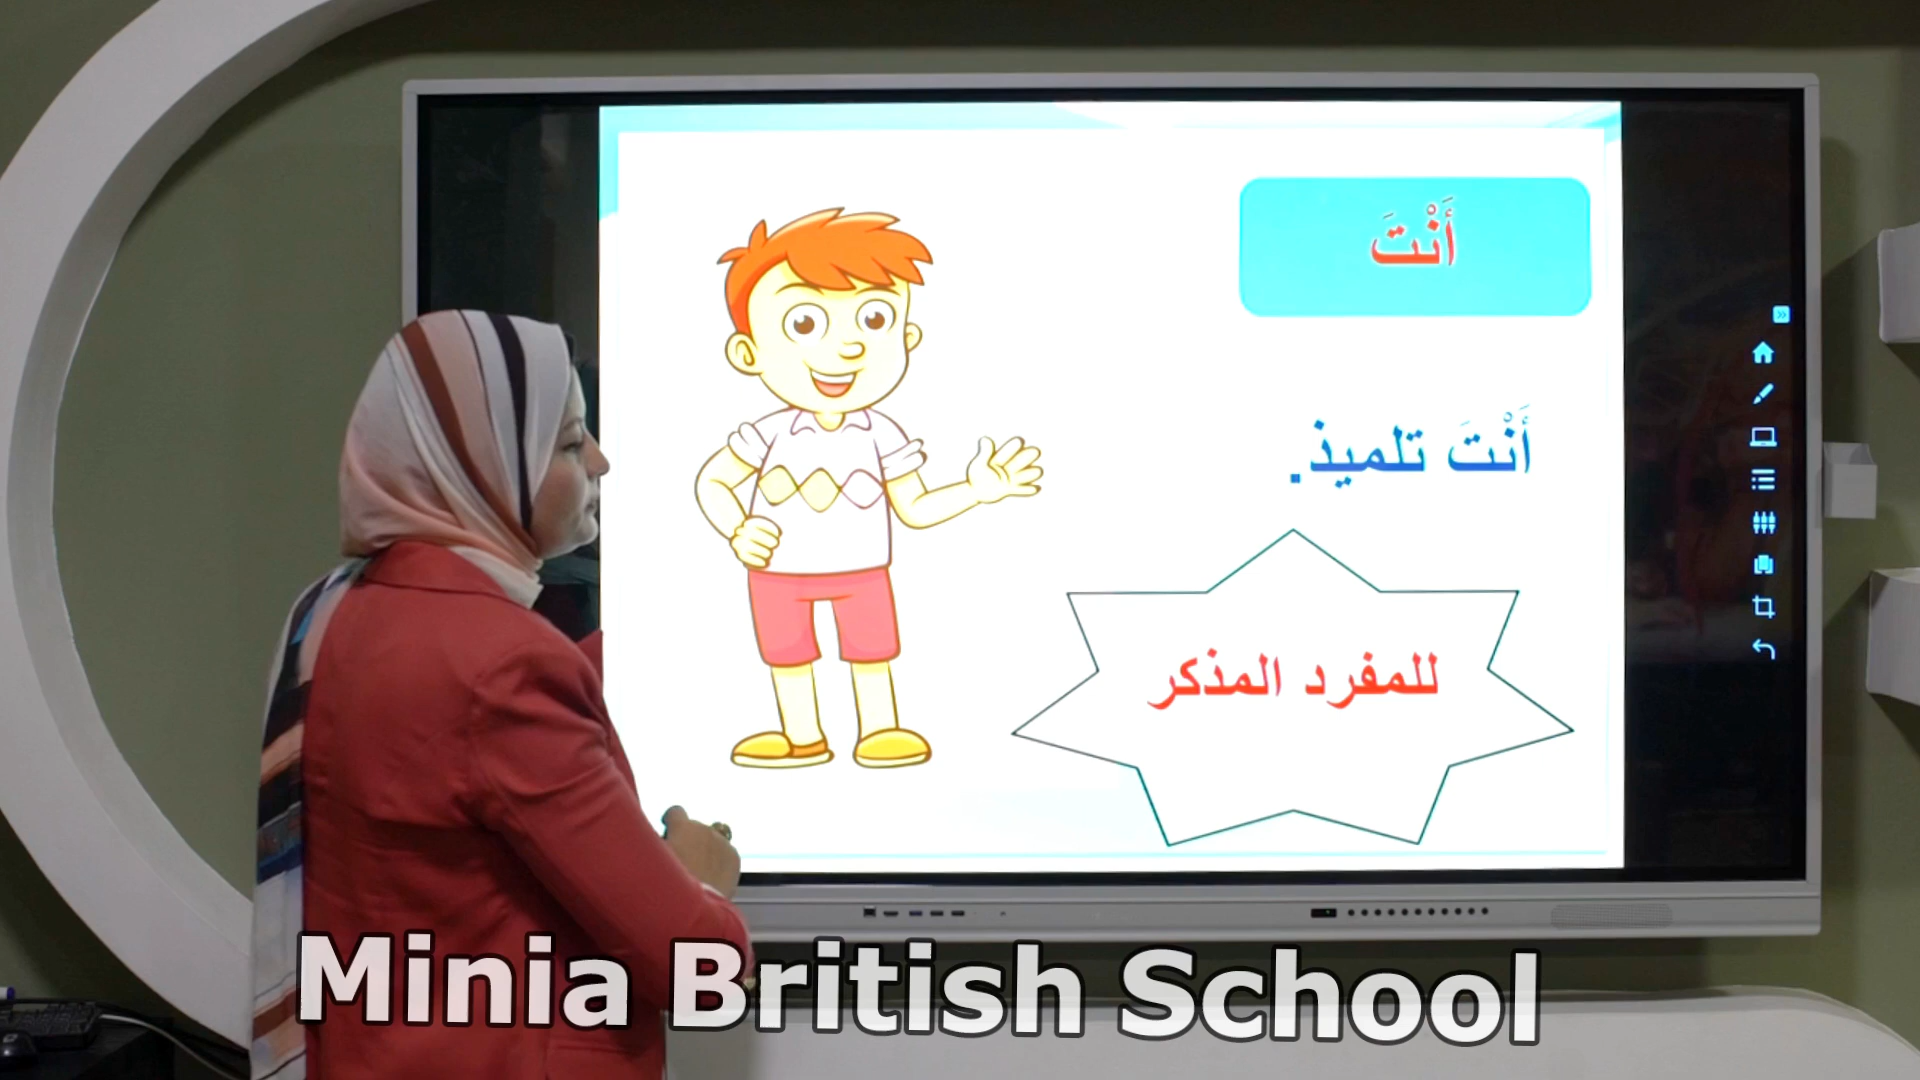 أَنْتَ
أَنْتَ تلميذ.
للمفرد المذكر
Minia British School